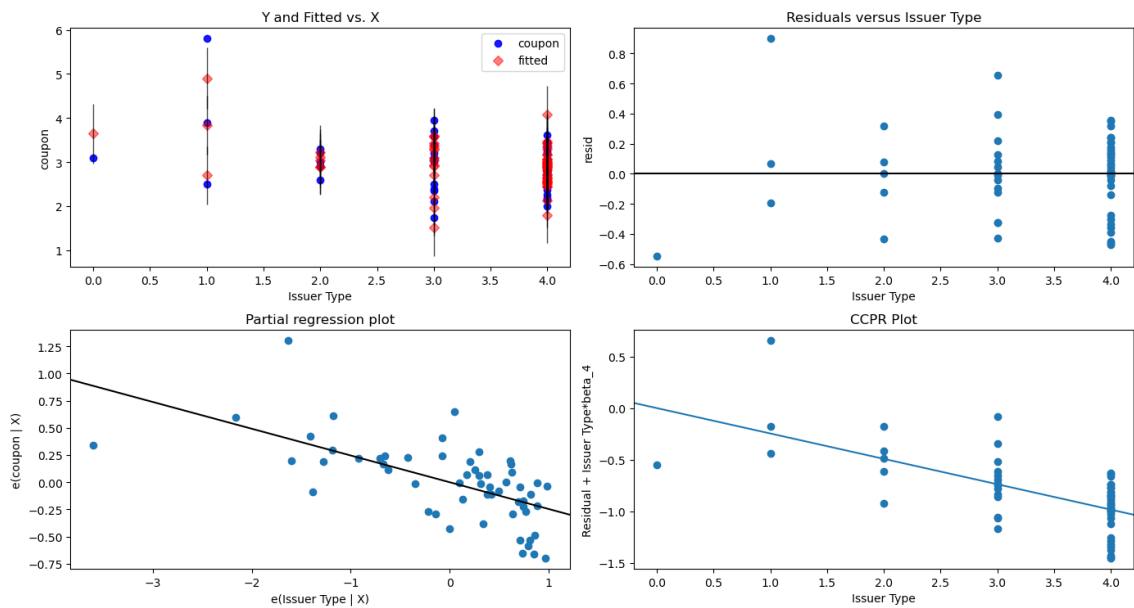 Y and Fitted vs. X
coupon
fitted
6
5
4
3
2
1
coupon
0.0 0.5 1.0 1.5 2.0 2.5 3.0 3.5 4.0
Issuer Type
Residuals versus Issuer Type
0.8
0.6
0.4
0.2
0.0
−0.2
−0.4
−0.6
resid
0.0 0.5 1.0 1.5 2.0 2.5 3.0 3.5 4.0
Issuer Type
Partial regression plot
1.25
1.00
0.75
0.50
0.25
0.00
−0.25
−0.50
−0.75
e(coupon | X)
−3 −2 −1 0 1
e(Issuer Type | X)
CCPR Plot
0.5
0.0
−0.5
−1.0
−1.5
Residual + Issuer Type*beta_4
0.0 0.5 1.0 1.5 2.0 2.5 3.0 3.5 4.0
Issuer Type